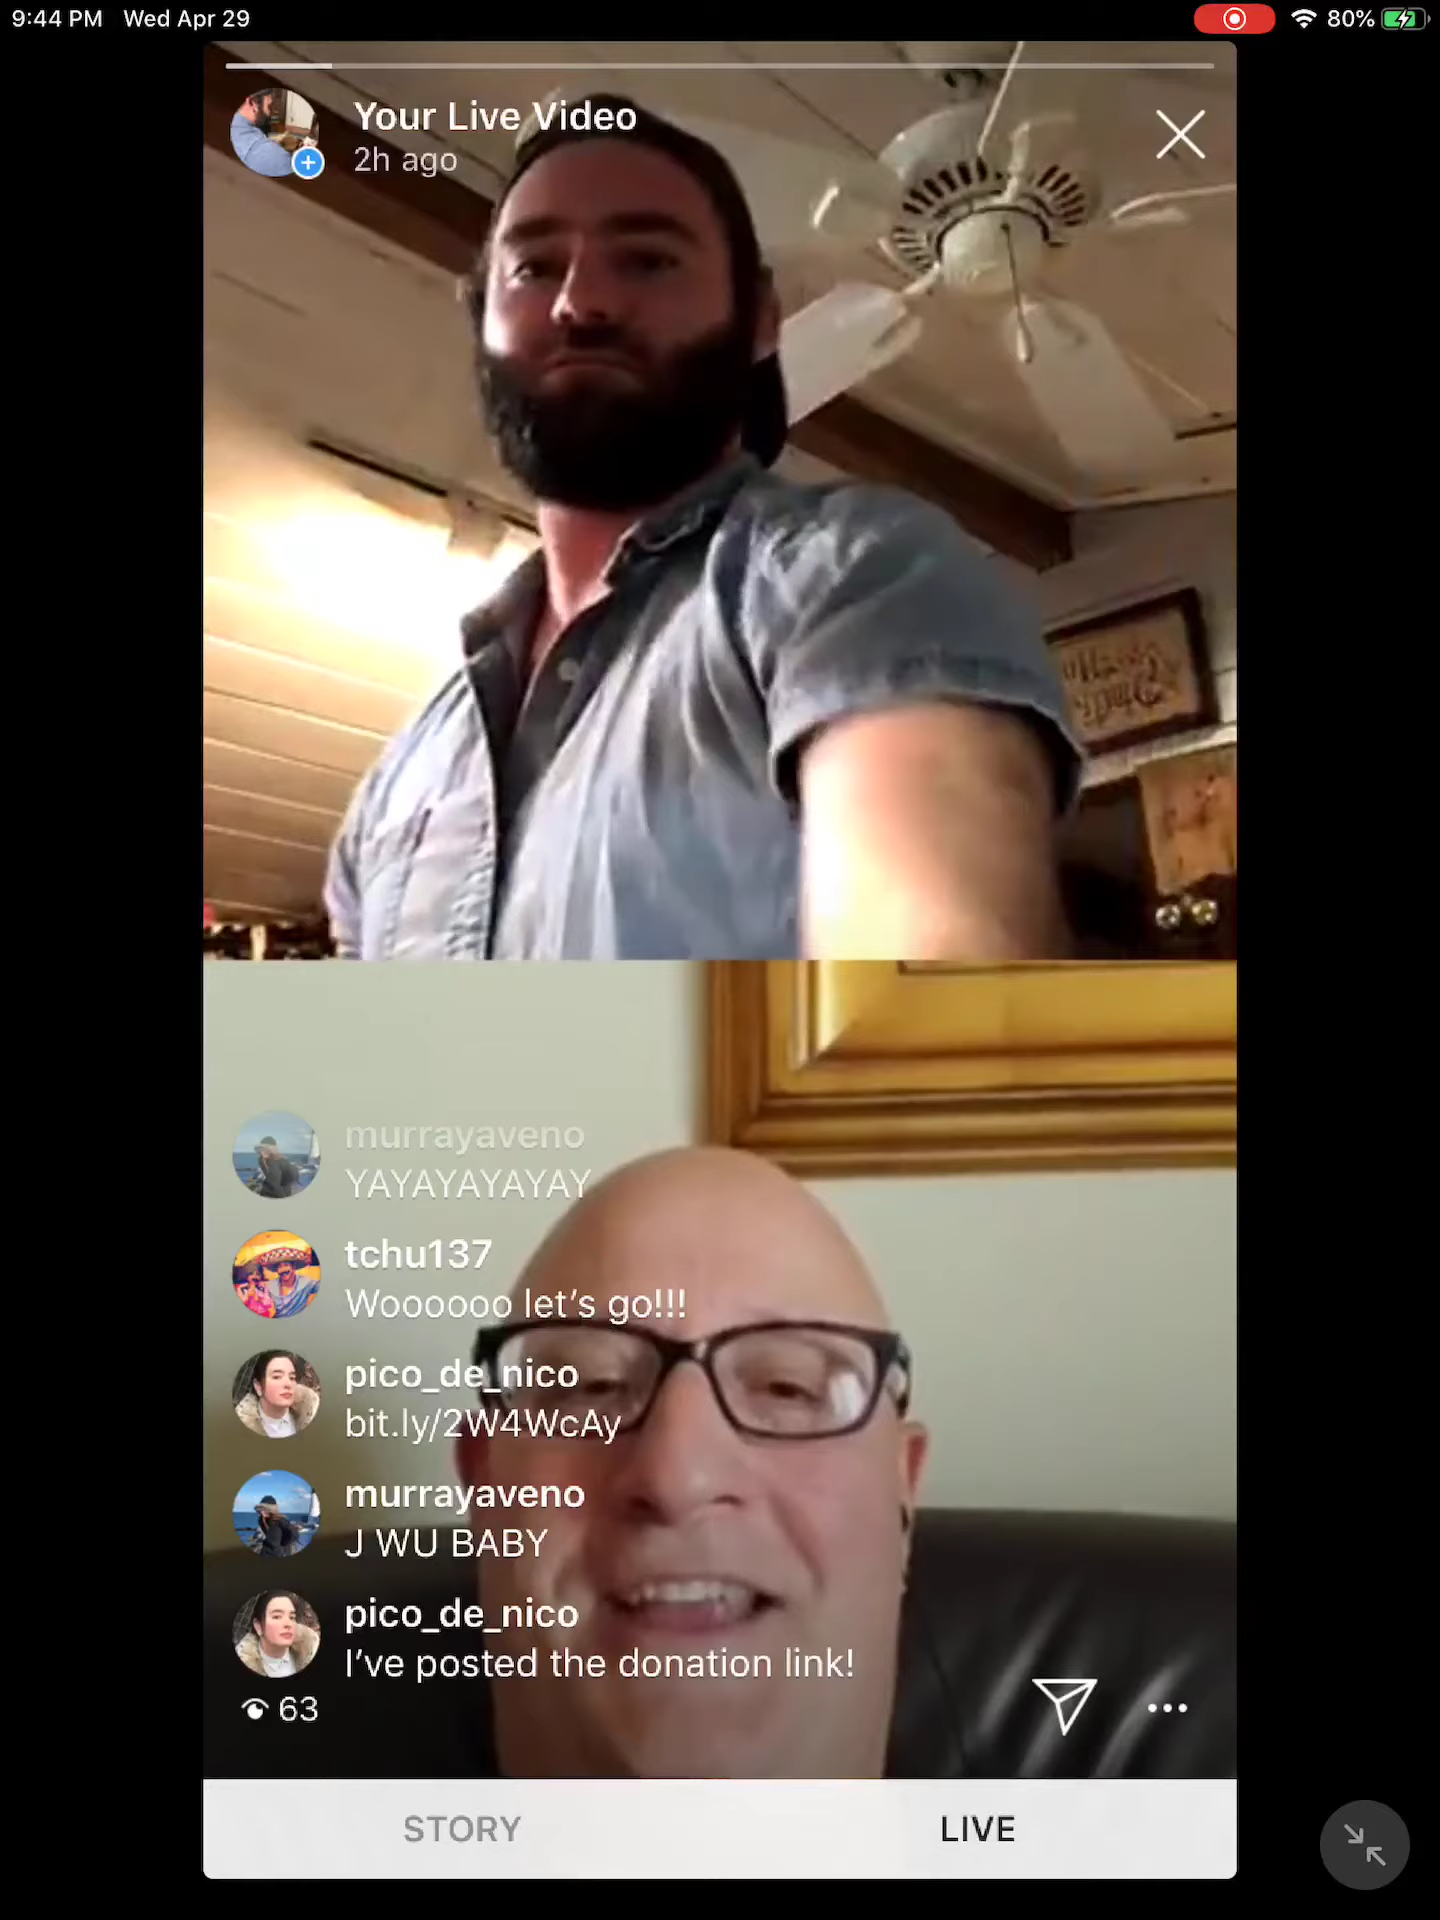 9:44 PM Wed Apr 29
80%
Your Live Video
2h ago
murrayaveno
YAYAYAYAYAY
tchu137
Woooooo let's go!!!
pico_de_nico
bit.ly/2W4WcAy
murrayaveno
J WU BABY
pico_de_nico
I've posted the donation link!
63
STORY LIVE